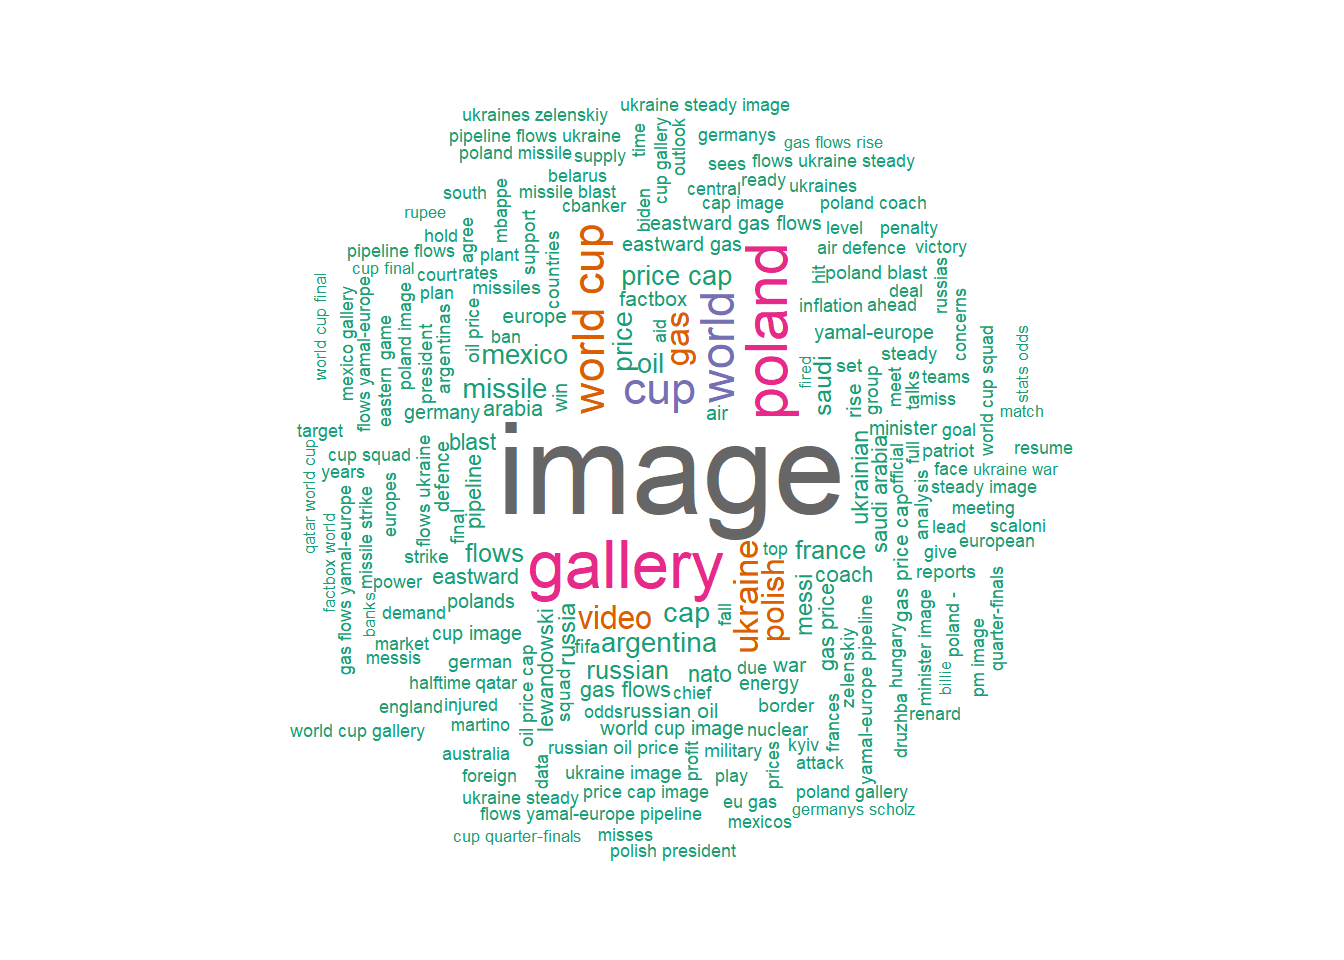 ukraine steady image
ukraines zelenskiy
pipeline flows ukraine
time
cup gallery
outlook
germanys
gas flows rise
poland missile
supply
sees
flows ukraine steady
belarus
south
mbappe
missile blast
central
ready
ukraines
rupee
cbanker
biden
cap image
poland coach
hold
agree
support
eastward gas flows
level
penalty
pipeline flows
plant
countries
world cup
eastward gas
poland
air defence
victory
cup final
court
rates
price cap
hit
poland blast
russias
world cup final
mexico gallery
flows yamal-europe
plan
missiles
factbox
world
deal
poland image
president
argentinas
oil price
europe
price
gas
aid
inflation
ahead
concerns
eastern game
ban
yamal-europe
mexico
oil
fired
saudi
set
steady
world cup squad
stats odds
missile
win
cup
rise
group
meet
talks
teams
miss
germany
arabia
air
match
target
blast
image
minister
goal
qatar world cup
cup squad
flows ukraine
defence
pipeline
ukrainian
saudi arabia
official
full
patriot
resume
years
face
ukraine war
gas flows yamal-europe
missile strike
europes
final
gas price cap
analysis
steady image
factbox world
meeting
lead
scaloni
strike
flows
gallery
ukraine
polish
top
france
give
european
power
eastward
messi
coach
reports
banks
demand
polands
lewandowski
russia
video
cap
fall
gas price
zelenskiy
yamal-europe pipeline
hungary
minister image
poland -
quarter-finals
market
cup image
fifa
argentina
messis
german
squad
russian
nato
due
war
billie
pm image
halftime qatar
gas flows
chief
energy
england
injured
oil price cap
odds
russian oil
border
frances
druzhba
renard
world cup gallery
martino
world cup image
nuclear
australia
russian oil price
profit
military
prices
kyiv
attack
foreign
data
ukraine image
play
ukraine steady
price cap image
eu gas
poland gallery
flows yamal-europe pipeline
mexicos
germanys scholz
cup quarter-finals
misses
polish president